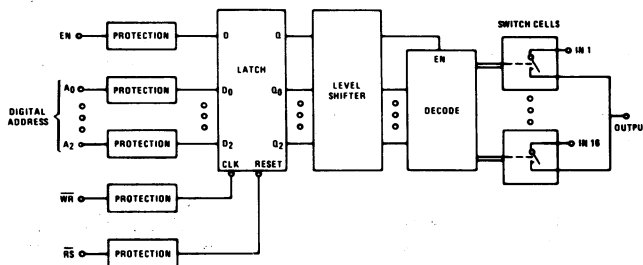 SWITCH CELLS
EN
PROTECTION
D
Q
LATCH
LEVEL
SHIFTER
EN
DECODE
IN 1
DIGITAL
ADDRESS
A0
PROTECTION
D0
Q0
A2
PROTECTION
D2
Q2
CLK
RESET
OUTPUT
IN 16
WR
PROTECTION
RS
PROTECTION